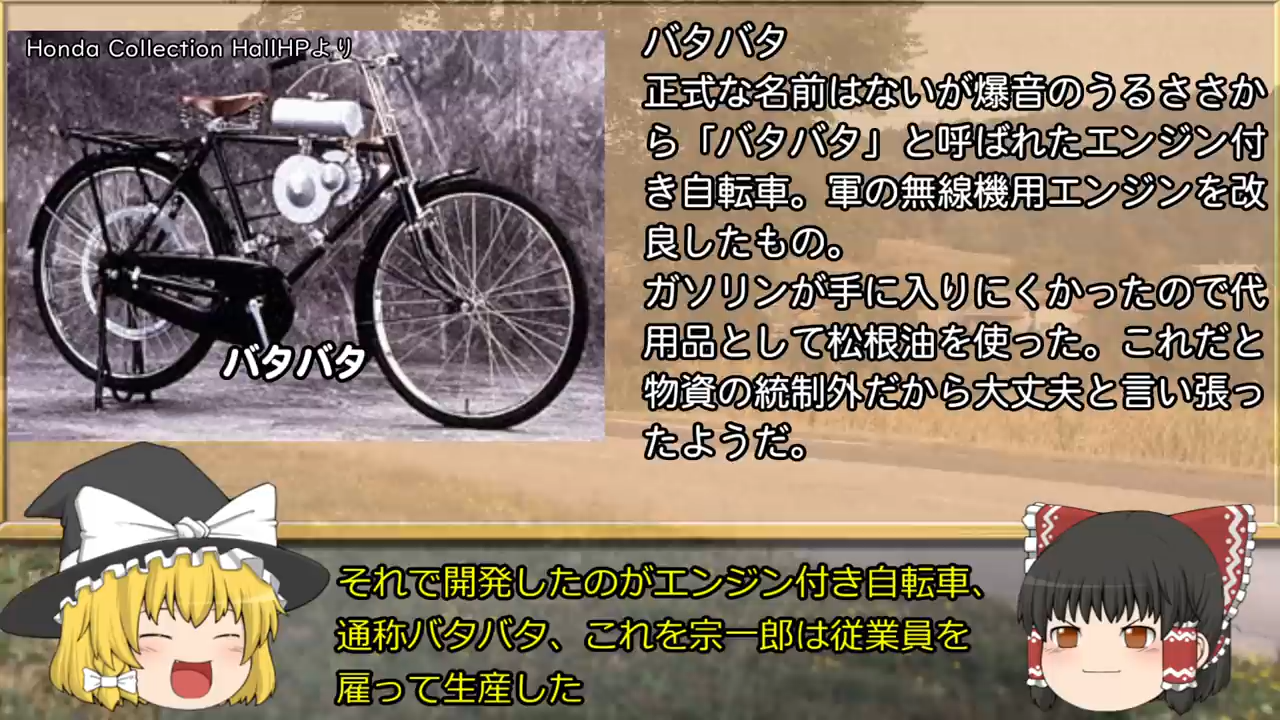 Honda Collection HallHPより
バタバタ
正式な名前はないが爆音のうるささか
ら「バタバタ」と呼ばれたエンジン付
き自転車。軍の無線機用エンジンを改
良したもの。
ガソリンが手に入りにくかったので代
用品として松根油を使った。これだと
物資の統制外だから大丈夫と言い張っ
たようだ。
バタバタ
それで開発したのがエンジン付き自転車、
通称バタバタ、これを宗一郎は従業員を
雇って生産した